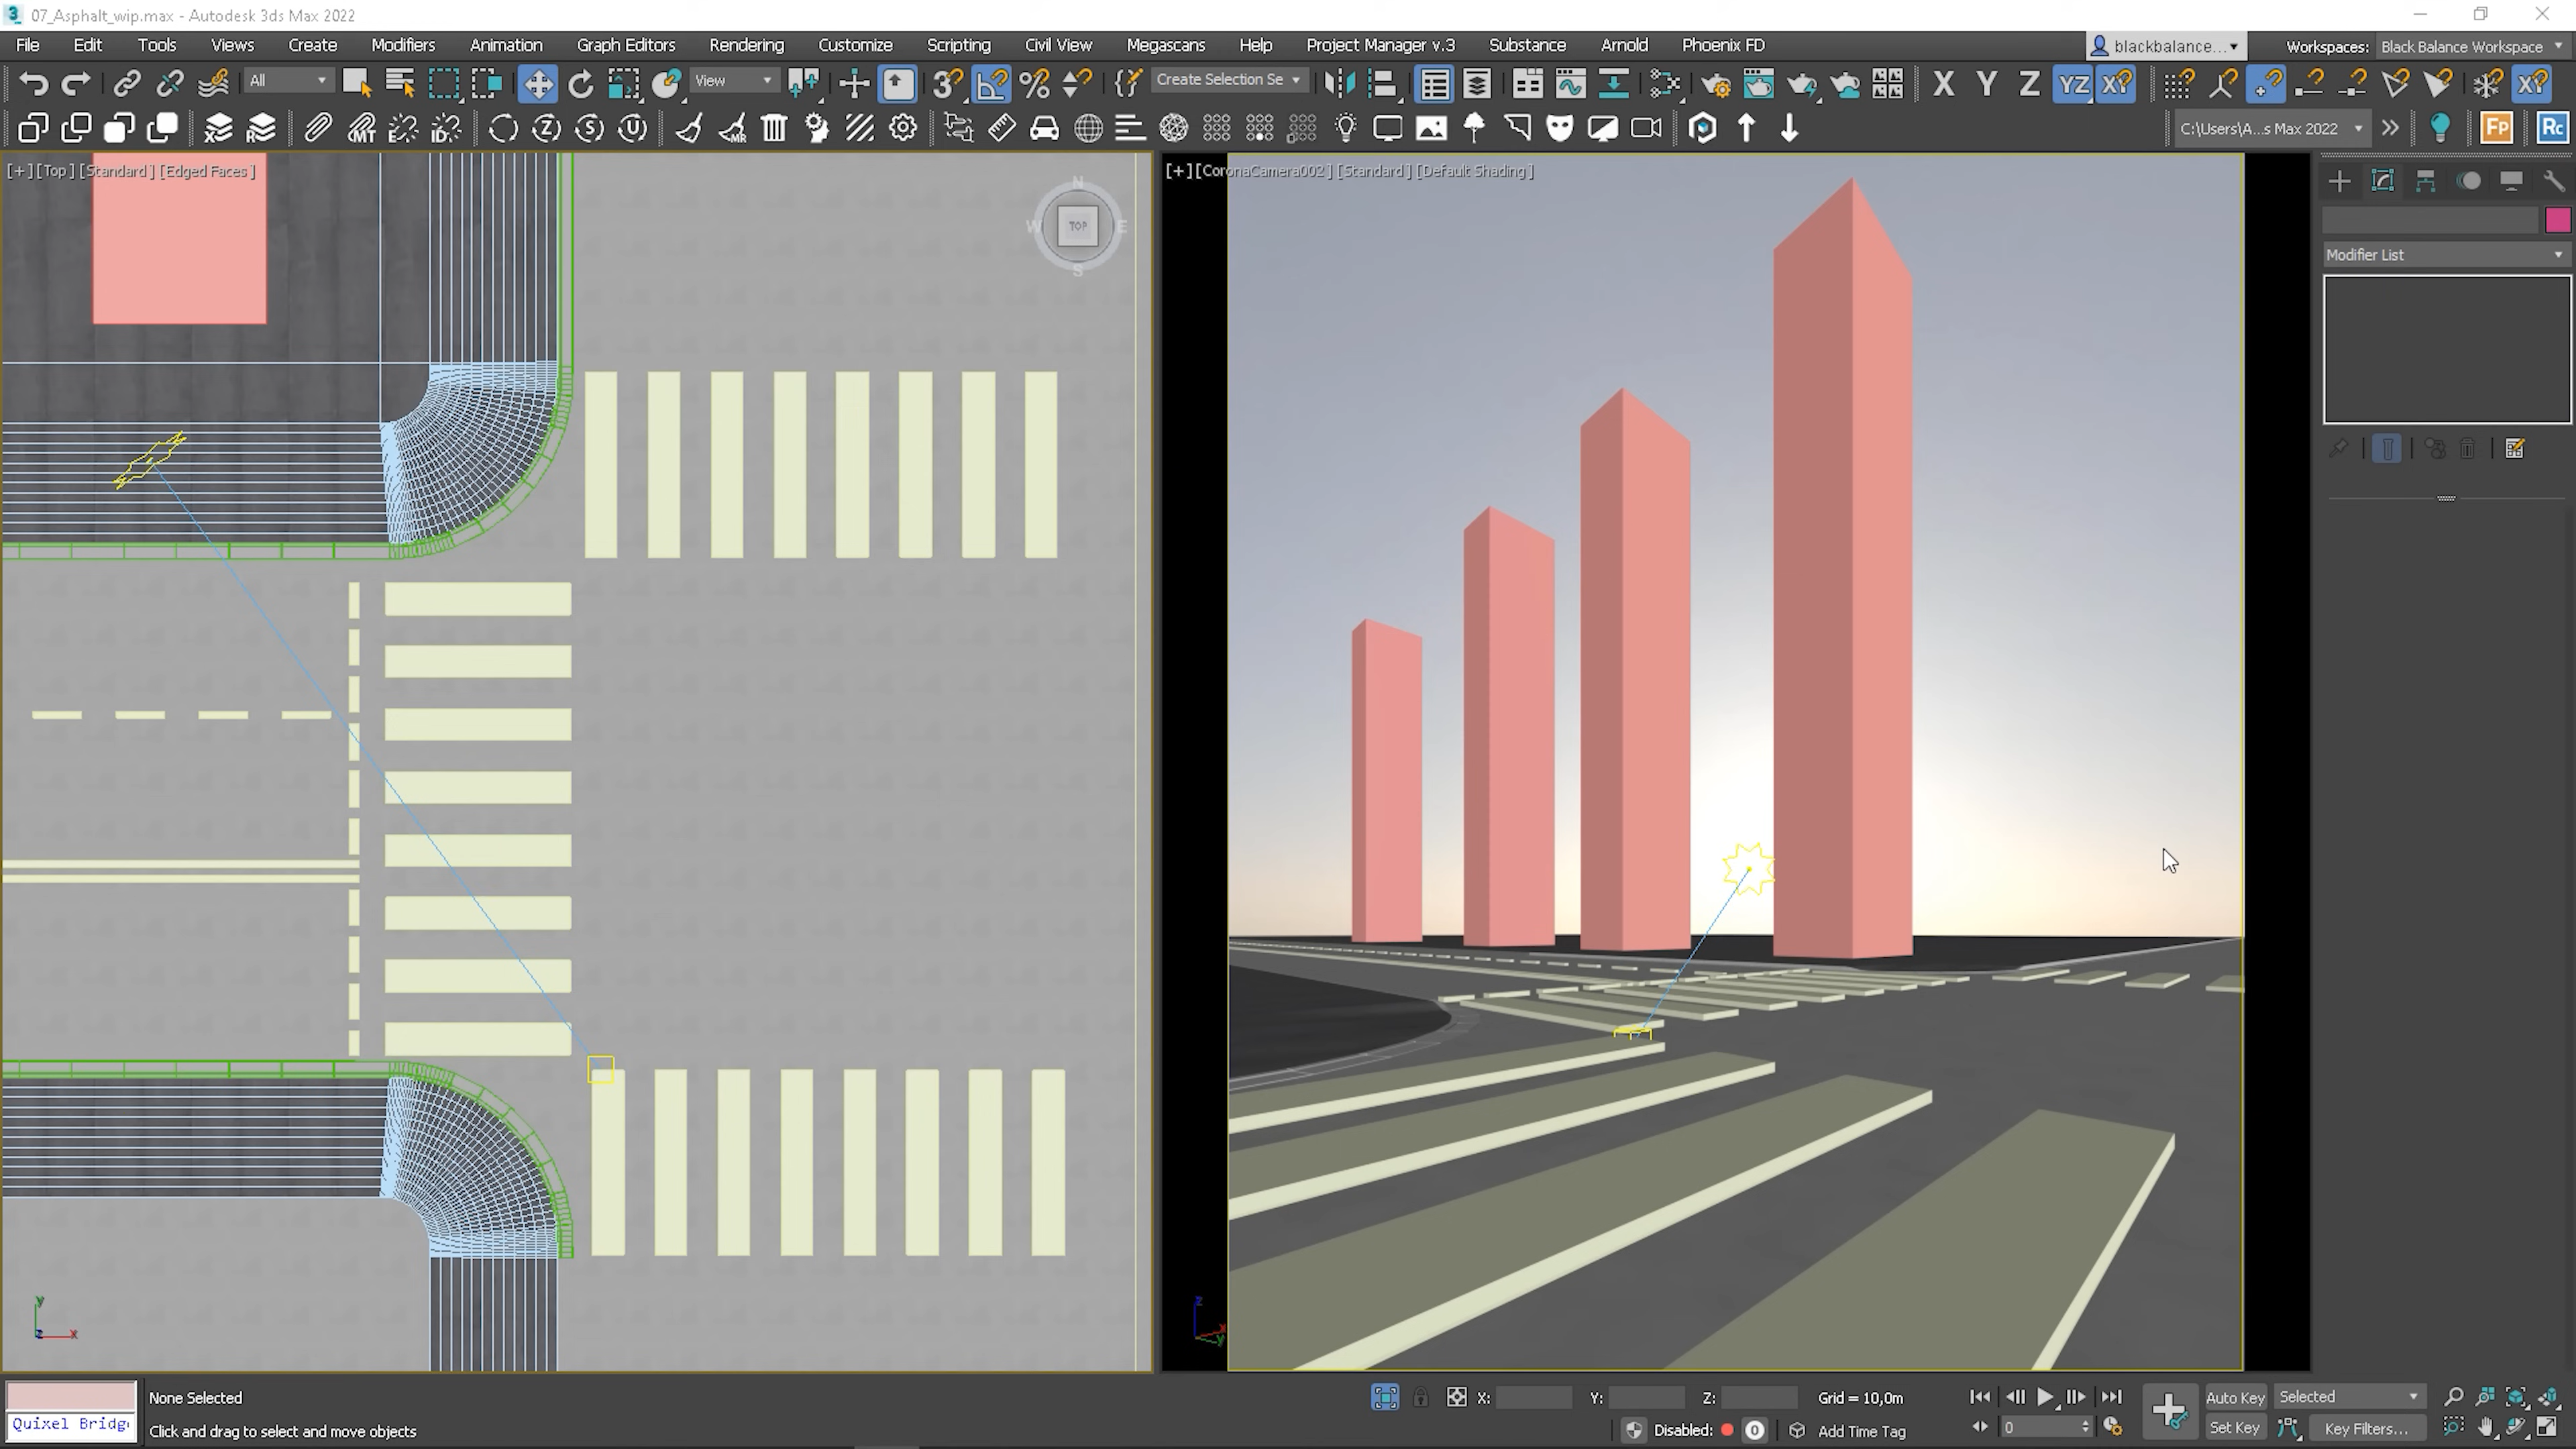 07_Asphalt_wip.max - Autodesk 3ds Max 2022
File Edit Tools Views Create Modifiers Animation Graph Editors Rendering Customize Scripting Civil View Megascans Help Project Manager v.3 Substance Arnold Phoenix FD
blackbalance... Workspaces: Black Balance Workspace
All View Create Selection Se X Y Z YZ XY
C:\Users\A...s Max 2022 Fp Rc
[+] [Top] [Standard] [Edged Faces]
[+] [CoronaCamera002] [Standard] [Default Shading]
N
W TOP E
S
Modifier List
y
z x
z
x
y
None Selected
Quixel Bridg
Click and drag to select and move objects
X: Y: Z: Grid = 10,0m
Disabled: 0 Add Time Tag
0
Auto Key Selected
Set Key Key Filters...